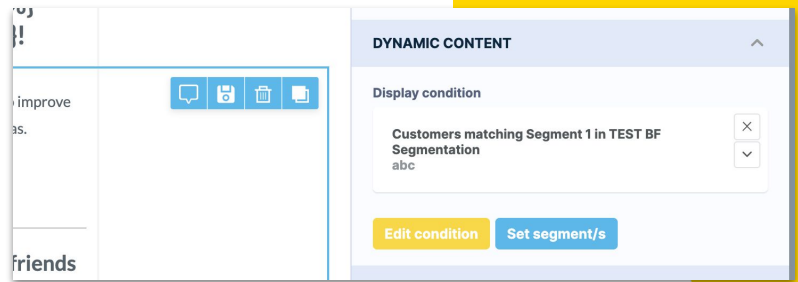 }!
DYNAMIC CONTENT
Display condition
improve
as.
Customers matching Segment 1 in TEST BF
Segmentation
abc
Edit condition
Set segment/s
friends